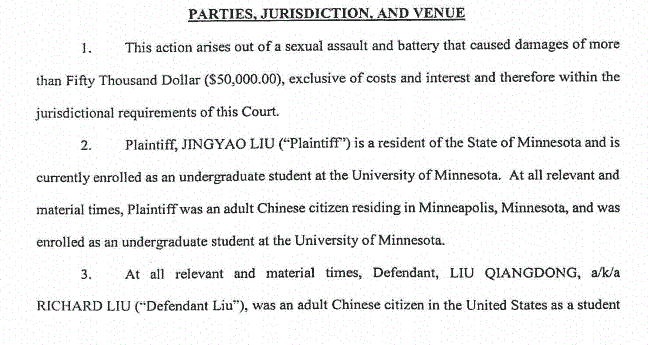 PARTIES, JURISDICTION, AND VENUE
1. This action arises out of a sexual assault and battery that caused damages of more
than Fifty Thousand Dollar ($50,000.00), exclusive of costs and interest and therefore within the
jurisdictional requirements of this Court.
2. Plaintiff, JINGYAO LIU (“Plaintiff”) is a resident of the State of Minnesota and is
currently enrolled as an undergraduate student at the University of Minnesota. At all relevant and
material times, Plaintiff was an adult Chinese citizen residing in Minneapolis, Minnesota, and was
enrolled as an undergraduate student at the University of Minnesota.
3. At all relevant and material times, Defendant, LIU QIANGDONG, a/k/a
RICHARD LIU (“Defendant Liu”), was an adult Chinese citizen in the United States as a student